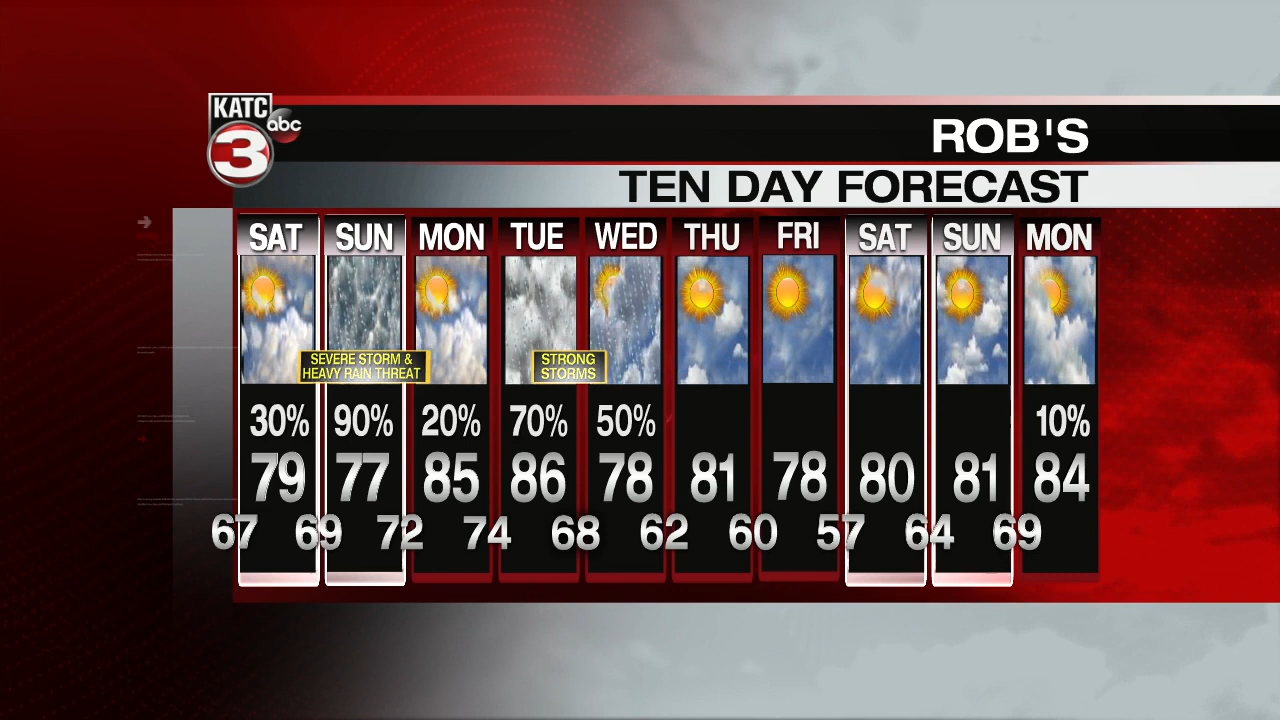 KATC
abc
3
ROB'S
TEN DAY FORECAST
SAT SUN MON TUE WED THU FRI SAT SUN MON
SEVERE STORM &
HEAVY RAIN THREAT
STRONG
STORMS
30% 90% 20% 70% 50% 10%
79 77 85 86 78 81 78 80 81 84
67 69 72 74 68 62 60 57 64 69